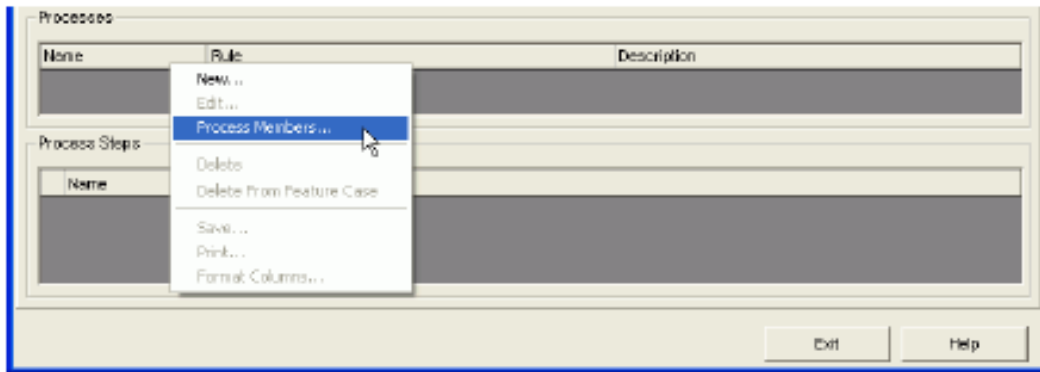 Processes
Name Rule Description
New...
Edit...
Process Members...
Process Steps
Delete
Name
Delete From Feature Case
Save...
Print...
Format Columns...
Exit Help